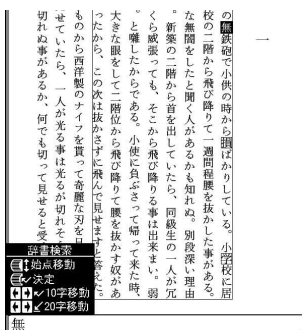 一
の無鉄砲で小供の時から損ばかりしている。小学校に居
校の二階から飛び降りて一週間程腰を抜かした事がある。
な無闇をしたと聞く人があるかも知れぬ。別段深い理由
。新築の二階から首を出していたら、同級生の一人が冗
くら威張っても、そこから飛び降りる事は出来まい。弱
。と囃したからである。小使に負ぶさって帰って来た時、
大きな眼をして二階位から飛び降りて腰を抜かす奴があ
ったから、この次は抜かさずに飛んで見せますと答えた。
ものから西洋製のナイフを貰って奇麗な刃を日
せていたら、一人が光る事は光るが切れそ
切れぬ事があるか、何でも切って見せると受
辞書検索
始点移動
決定
10字移動
20字移動
無